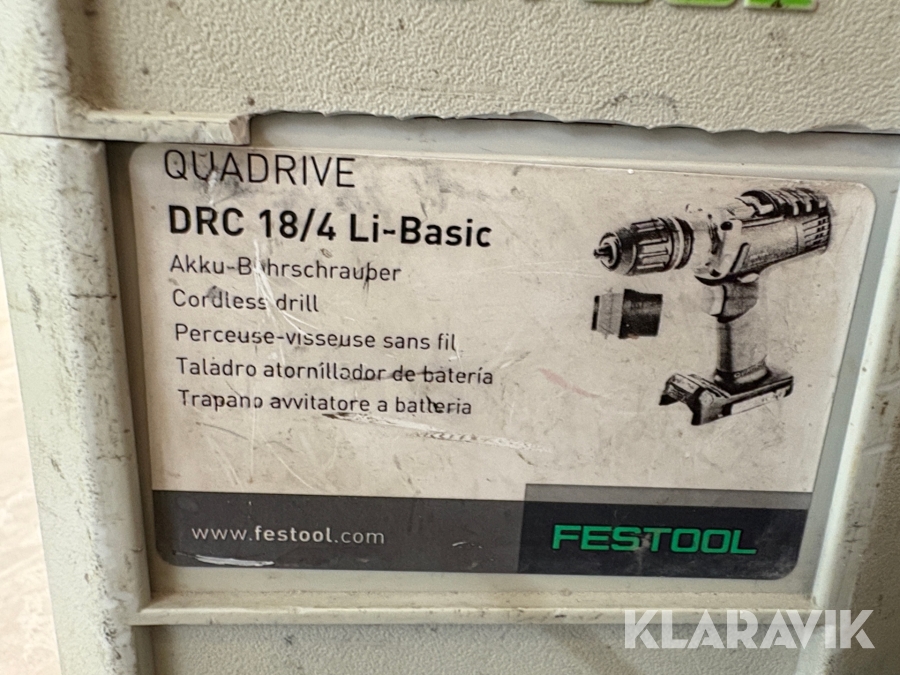 QUADRIVE
DRC 18/4 Li-Basic
Akku-Bohrschrauber
Cordless drill
Perceuse-visseuse sans fil
Taladro atornillador de batería
Trapano avvitatore a batteria
www.festool.com
FESTOOL
KLARAVIK